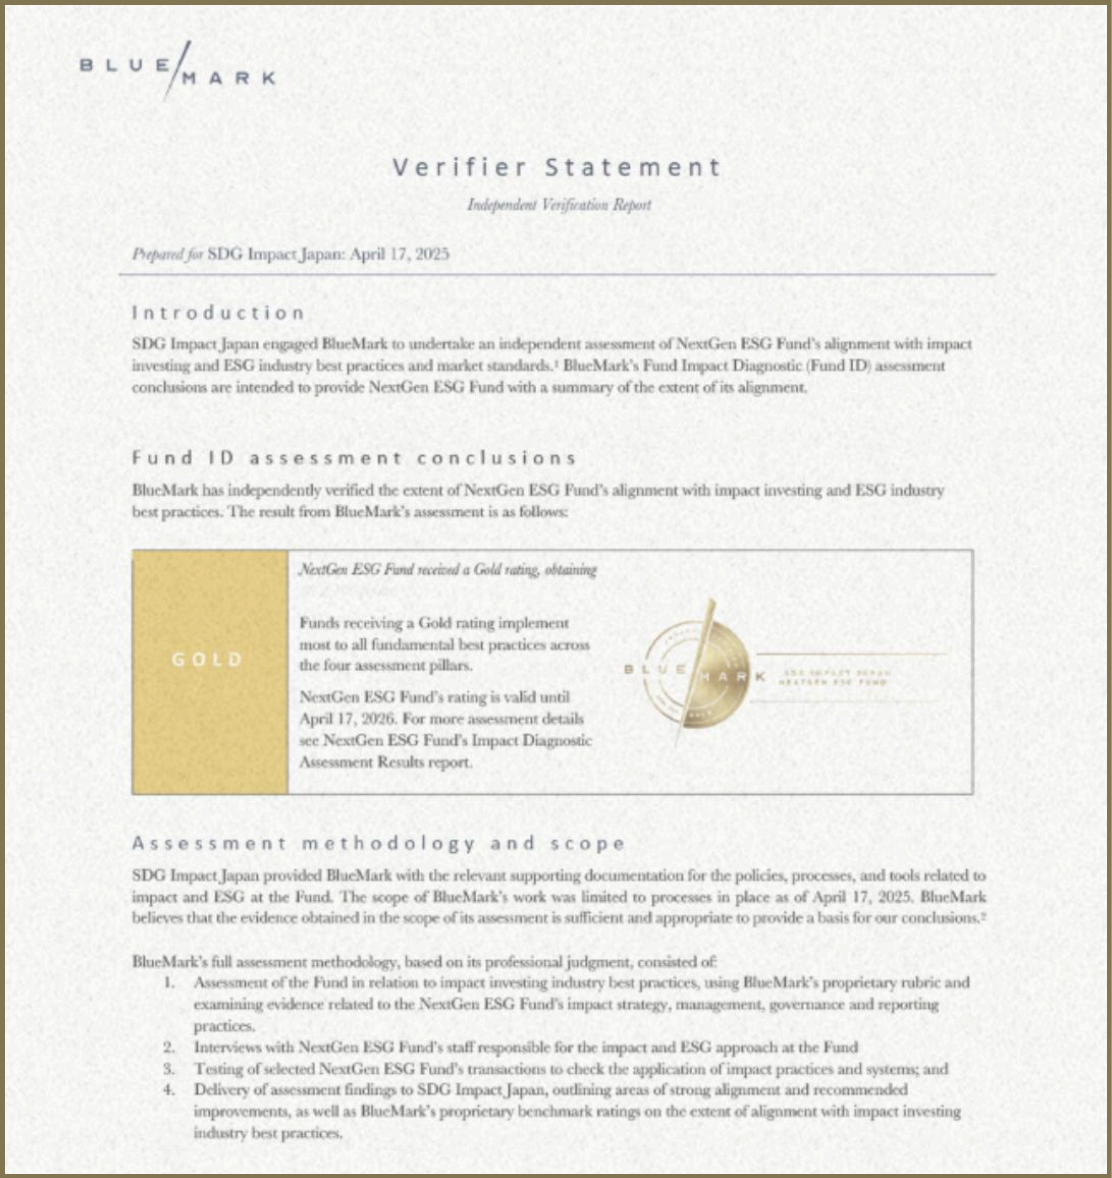 BLUE MARK
Verifier Statement
Independent Verification Report
Prepared for SDG Impact Japan: April 17, 2025
Introduction
SDG Impact Japan engaged BlueMark to undertake an independent assessment of NextGen ESG Fund's alignment with impact
investing and ESG industry best practices and market standards.¹ BlueMark's Fund Impact Diagnostic (Fund ID) assessment
conclusions are intended to provide NextGen ESG Fund with a summary of the extent of its alignment.
Fund ID assessment conclusions
BlueMark has independently verified the extent of NextGen ESG Fund's alignment with impact investing and ESG industry
best practices. The result from BlueMark's assessment is as follows:
GOLD
NextGen ESG Fund received a Gold rating, obtaining
Funds receiving a Gold rating implement
most to all fundamental best practices across
the four assessment pillars.
NextGen ESG Fund's rating is valid until
April 17, 2026. For more assessment details
see NextGen ESG Fund's Impact Diagnostic
Assessment Results report.
BLUE MARK
SDG IMPACT JAPAN
NEXTGEN ESG FUND
Assessment methodology and scope
SDG Impact Japan provided BlueMark with the relevant supporting documentation for the policies, processes, and tools related to
impact and ESG at the Fund. The scope of BlueMark's work was limited to processes in place as of April 17, 2025. BlueMark
believes that the evidence obtained in the scope of its assessment is sufficient and appropriate to provide a basis for our conclusions.²
BlueMark's full assessment methodology, based on its professional judgment, consisted of:
1. Assessment of the Fund in relation to impact investing industry best practices, using BlueMark's proprietary rubric and
examining evidence related to the NextGen ESG Fund's impact strategy, management, governance and reporting
practices.
2. Interviews with NextGen ESG Fund's staff responsible for the impact and ESG approach at the Fund
3. Testing of selected NextGen ESG Fund's transactions to check the application of impact practices and systems; and
4. Delivery of assessment findings to SDG Impact Japan, outlining areas of strong alignment and recommended
improvements, as well as BlueMark's proprietary benchmark ratings on the extent of alignment with impact investing
industry best practices.